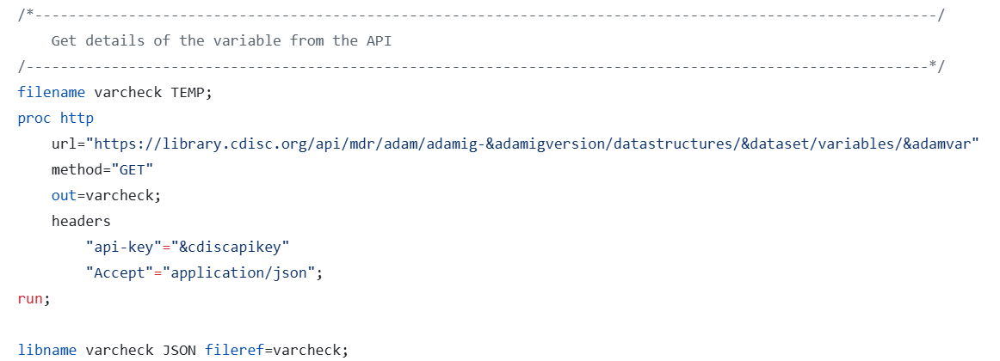 /*----------------------------------------------------------------------------------------------------------/
    Get details of the variable from the API
/----------------------------------------------------------------------------------------------------------*/
filename varcheck TEMP;
proc http
    url="https://library.cdisc.org/api/mdr/adam/adamig-&adamigversion/datastructures/&dataset/variables/&adamvar"
    method="GET"
    out=varcheck;
    headers
        "api-key"="&cdiscapikey"
        "Accept"="application/json";
run;

libname varcheck JSON fileref=varcheck;